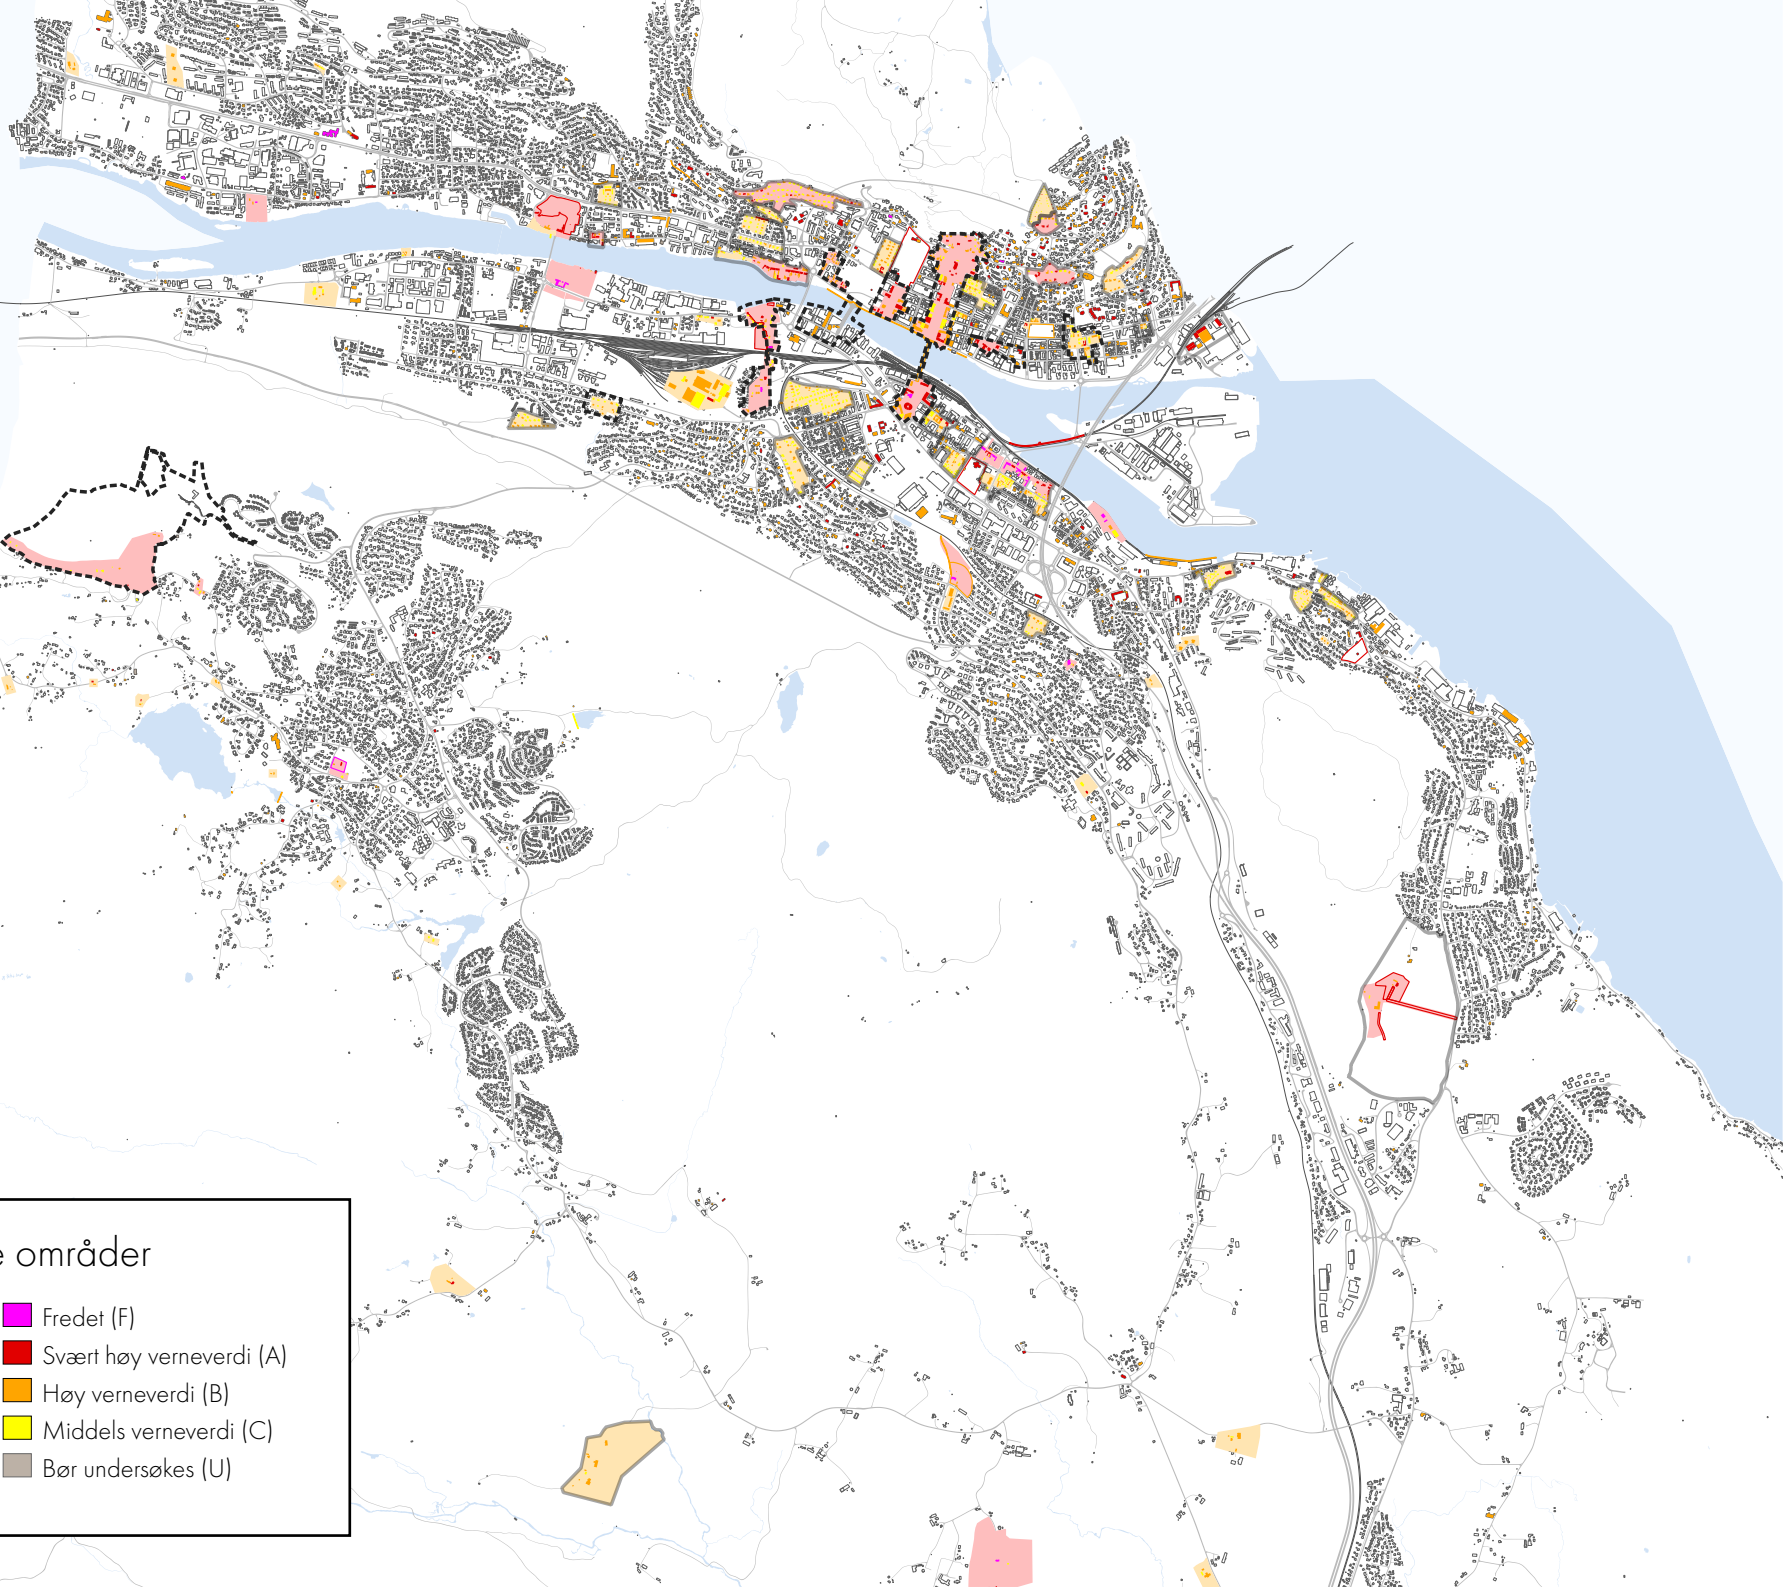 områder
Fredet (F)
Svært høy verneverdi (A)
Høy verneverdi (B)
Middels verneverdi (C)
Bør undersøkes (U)